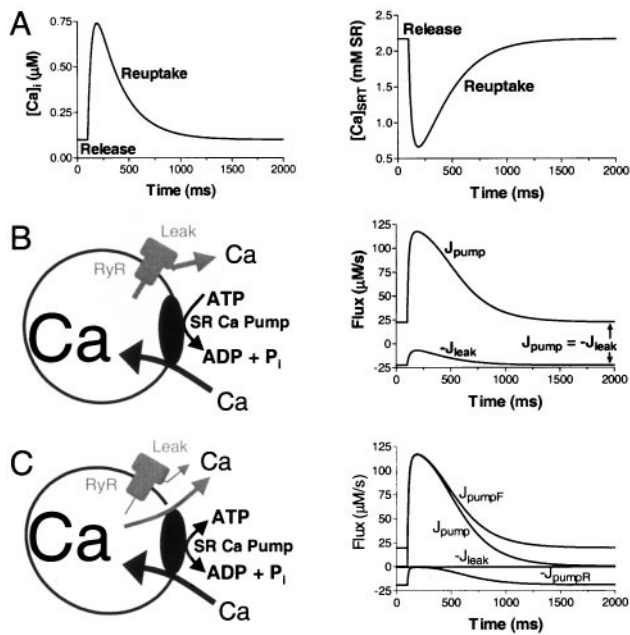 A
[Ca]i (μM)
0.75
0.50
0.25
0.00
Reuptake
Release
0
500
1000
1500
2000
Time (ms)
[Ca]SRT (mM SR)
2.5
2.0
1.5
1.0
0.5
Release
Reuptake
0
500
1000
1500
2000
Time (ms)
B
Leak
RyR
Ca
Ca
ATP
SR Ca Pump
ADP + Pi
Ca
Flux (μM/s)
125
100
75
50
25
0
-25
Jpump
-Jleak
Jpump = -Jleak
0
500
1000
1500
2000
Time (ms)
C
Leak
RyR
Ca
Ca
ATP
SR Ca Pump
ADP + Pi
Ca
Flux (μM/s)
125
100
75
50
25
0
-25
JpumpF
Jpump
-Jleak
-JpumpR
0
500
1000
1500
2000
Time (ms)